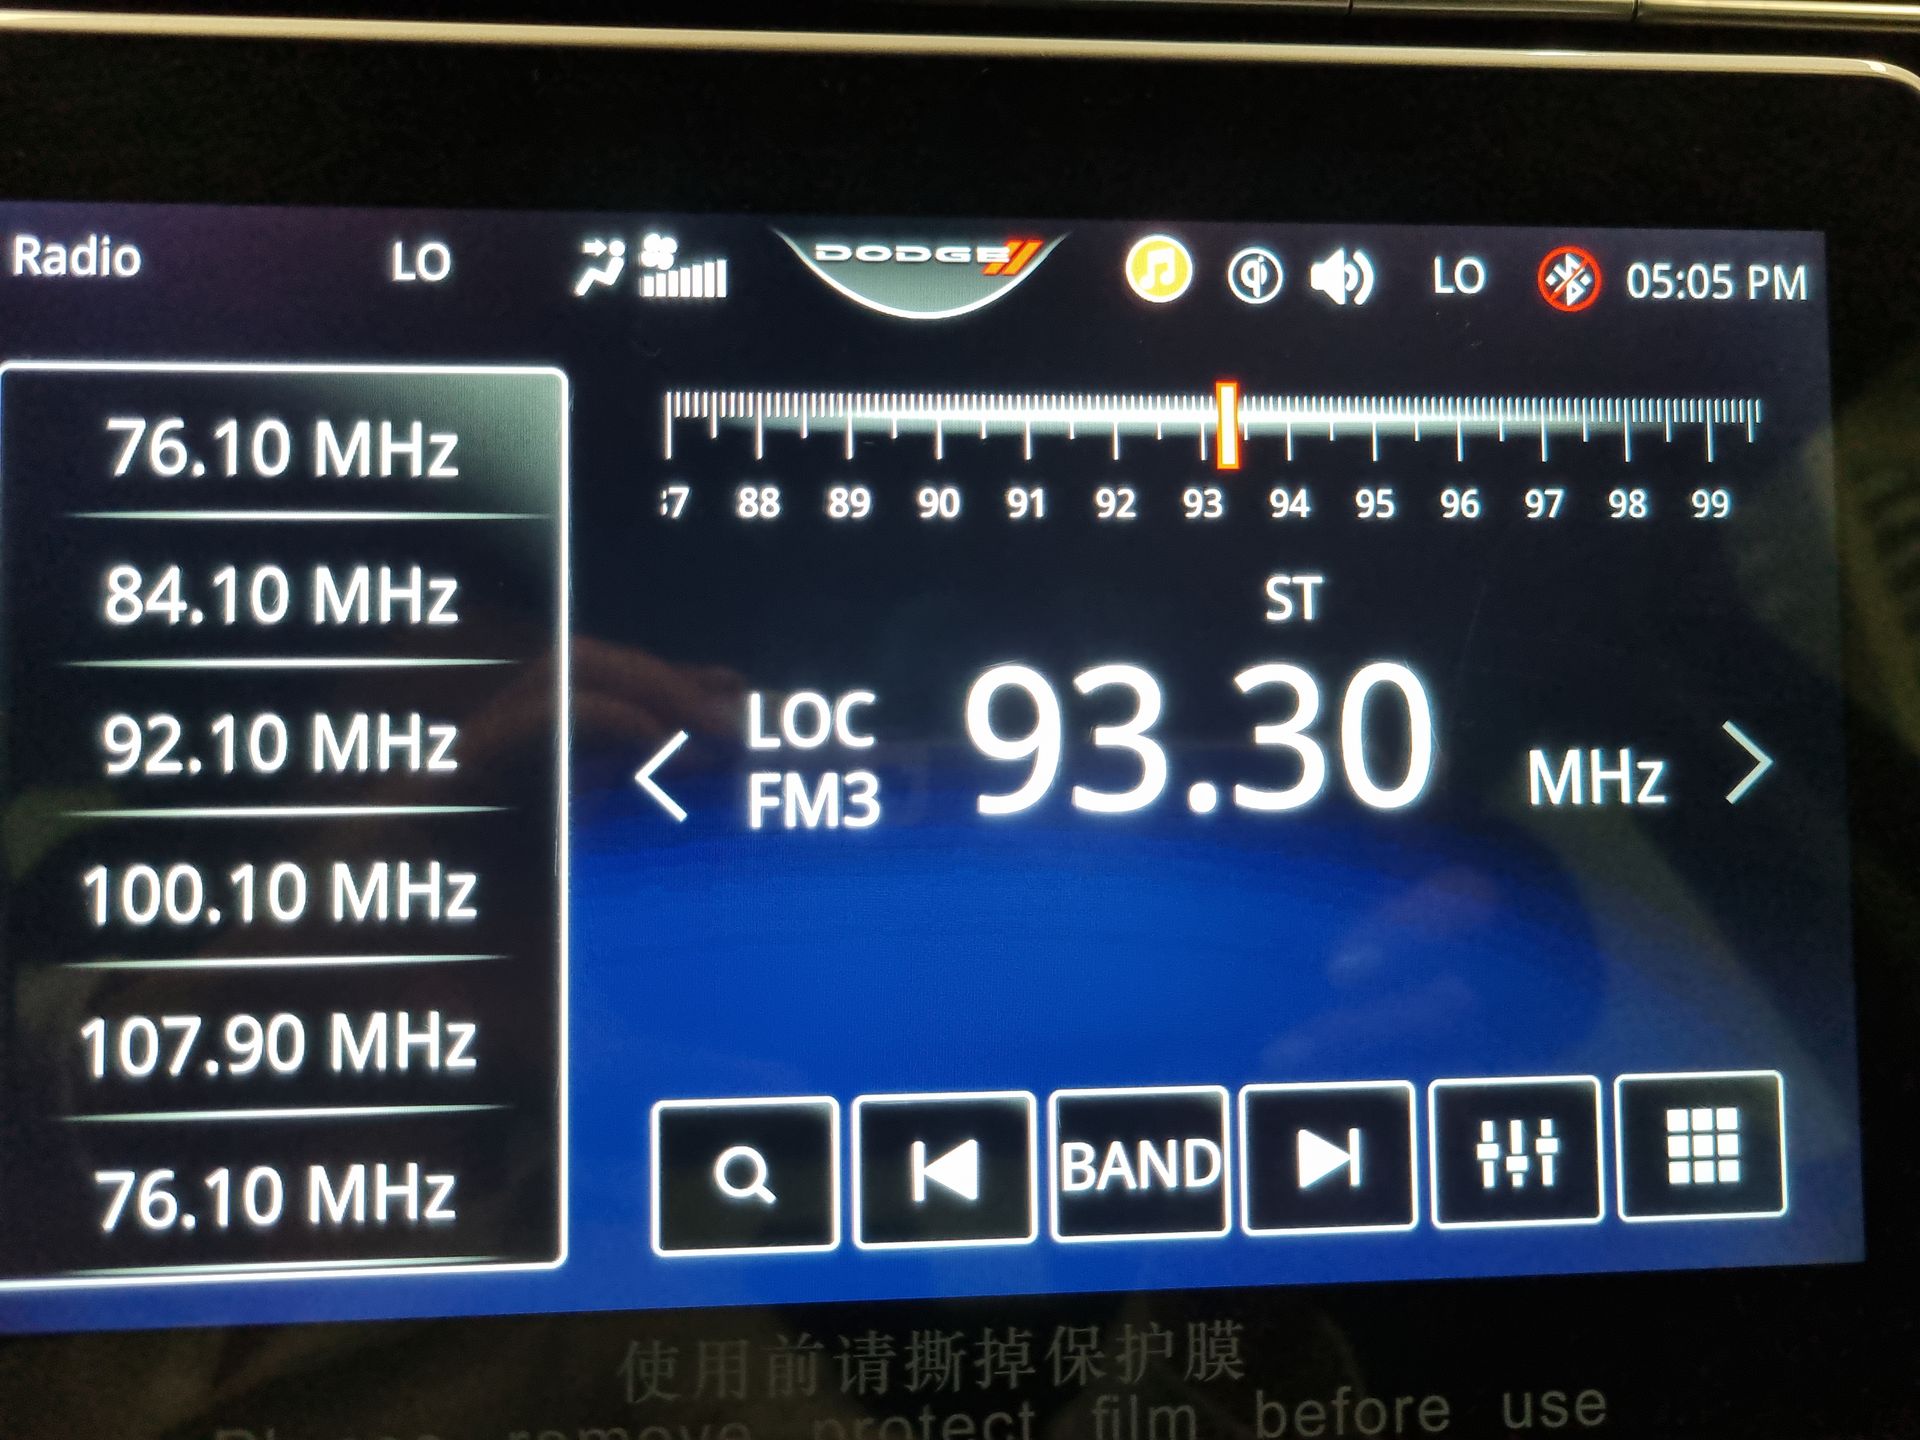 Radio LO DODGE LO 05:05 PM
76.10 MHz
84.10 MHz
92.10 MHz
100.10 MHz
107.90 MHz
76.10 MHz
88 89 90 91 92 93 94 95 96 97 98 99
ST
LOC
FM3
93.30 MHz
BAND
使用前请撕掉保护膜
Please remove protect film before use